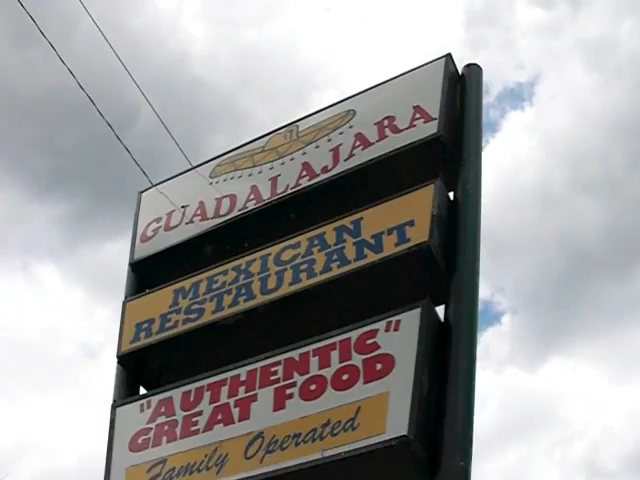 GUADALAJARA
MEXICAN
RESTAURANT
"AUTHENTIC"
GREAT FOOD
Family Operated